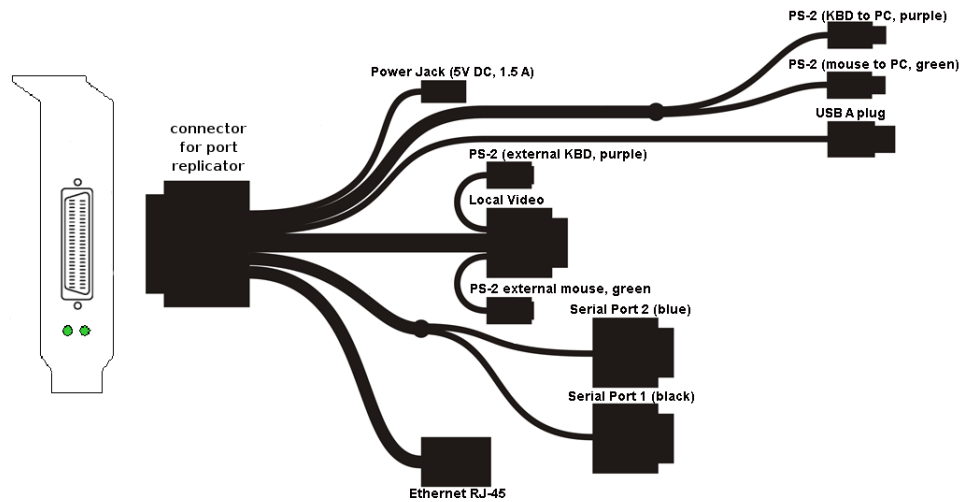 PS-2 (KBD to PC, purple)
PS-2 (mouse to PC, green)
Power Jack (5V DC, 1.5 A)
USB A plug
connector
for port
replicator
PS-2 (external KBD, purple)
Local Video
PS-2 external mouse, green
Serial Port 2 (blue)
Serial Port 1 (black)
Ethernet RJ-45